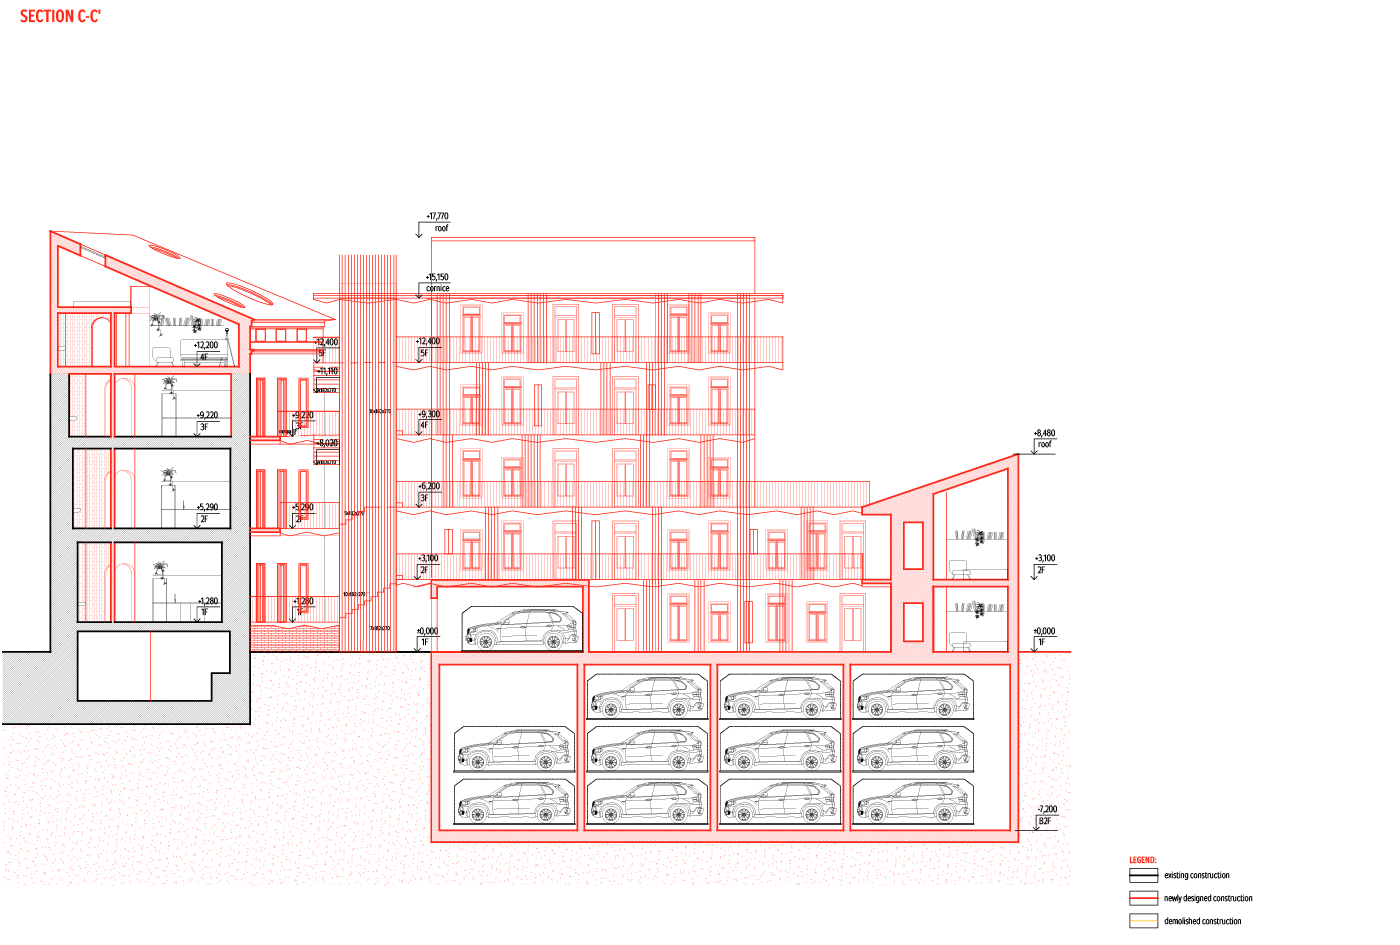 SECTION C-C'
+17,770
roof
+15,150
cornice
+12,400
5F
+12,400
5F
+12,200
4F
+11,110
+9,220
3F
+9,220
3F
+9,300
4F
+8,480
roof
+8,020
+6,200
3F
+5,290
2F
+5,290
2F
+3,100
2F
+3,100
2F
+1,280
1F
+1,280
1F
10x182x270
7x182x270
±0,000
1F
±0,000
1F
-7,200
B2F
LEGEND:
existing construction
newly designed construction
demolished construction